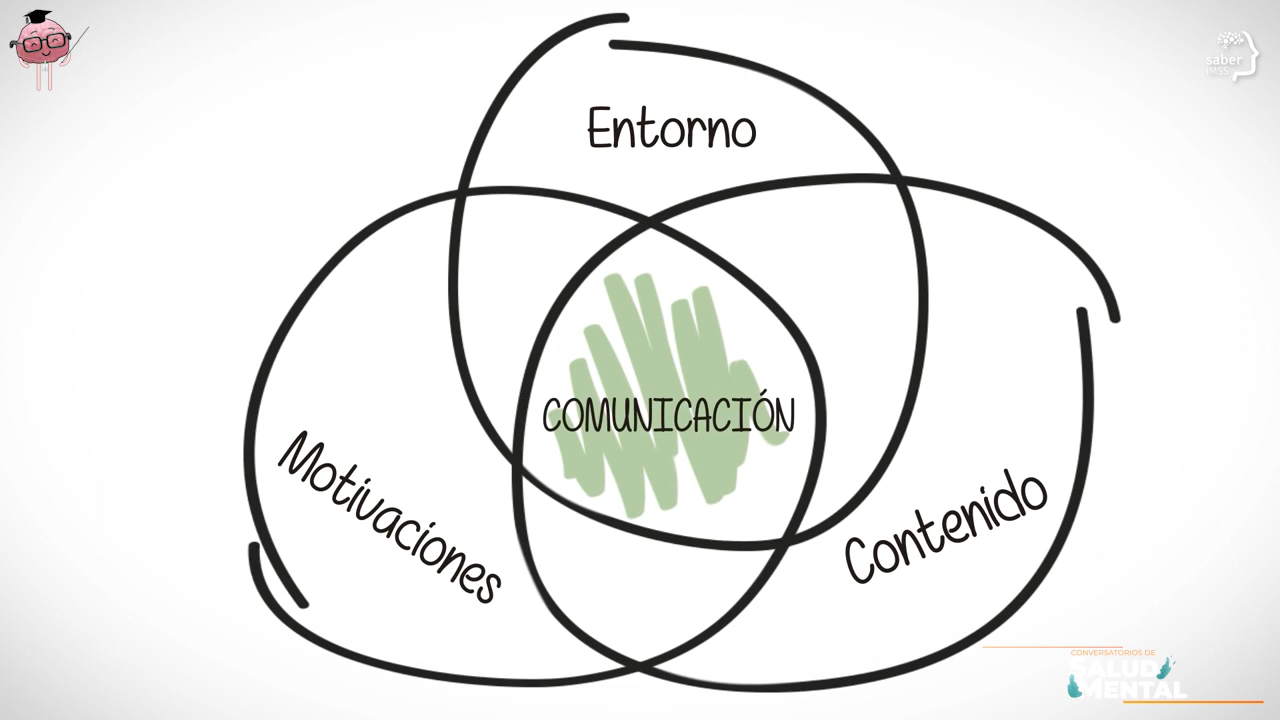 saber
IMSS
Entorno
COMUNICACIÓN
Motivaciones
Contenido
CONVERSATORIOS DE
SALUD
MENTAL